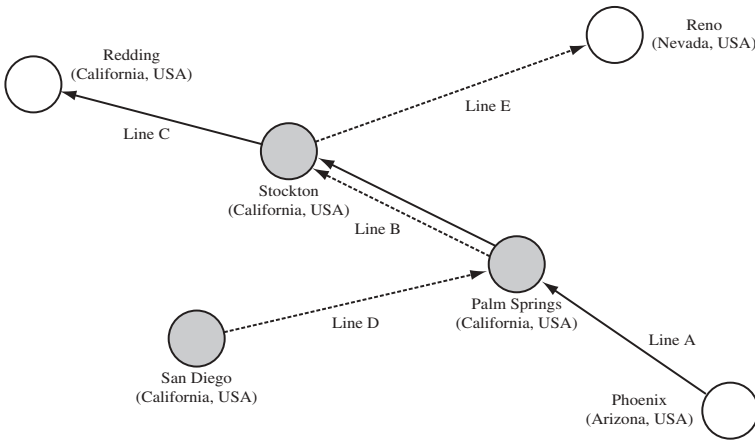 Reno
(Nevada, USA)
Redding
(California, USA)
Line E
Line C
Stockton
(California, USA)
Line B
Palm Springs
(California, USA)
Line D
Line A
San Diego
(California, USA)
Phoenix
(Arizona, USA)